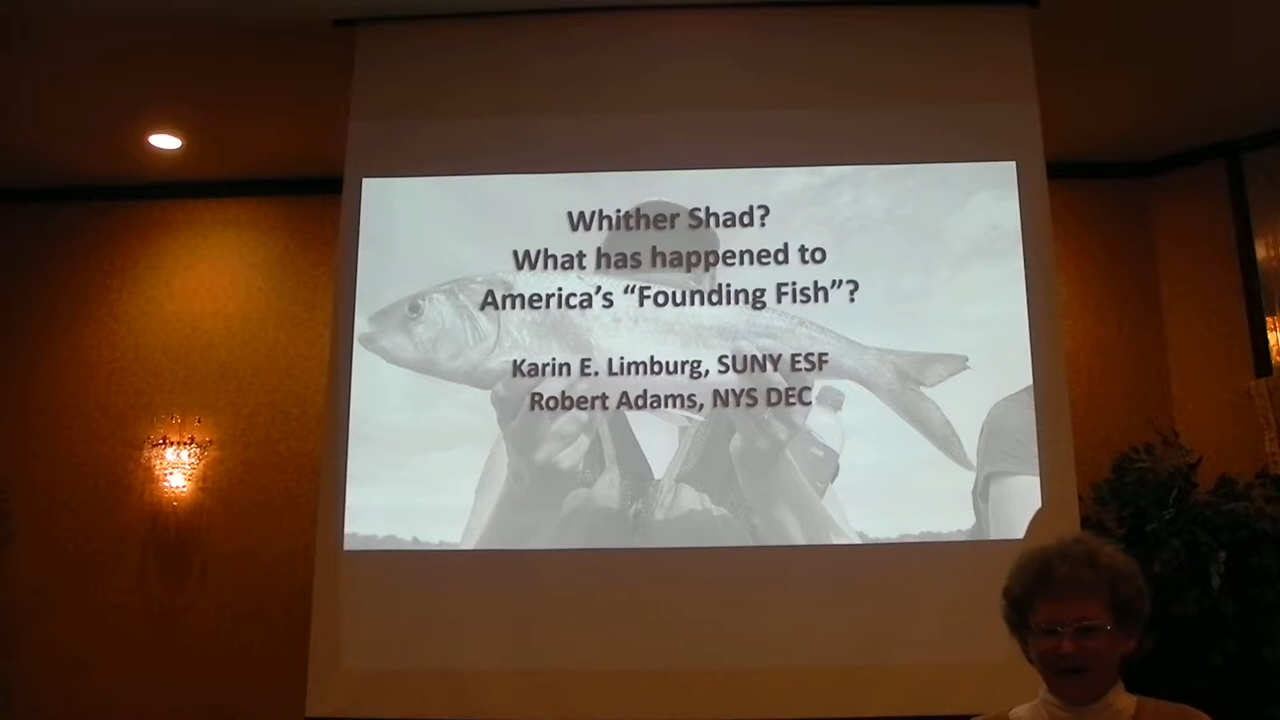 Whither Shad?
What has happened to
America's “Founding Fish”?
Karin E. Limburg, SUNY ESF
Robert Adams, NYS DEC